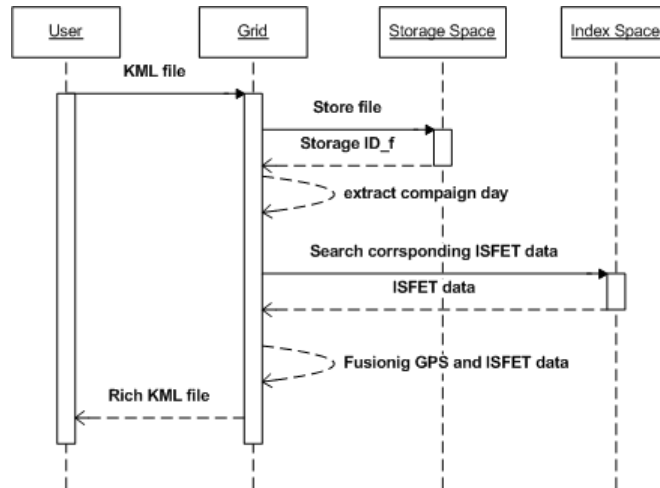 User
Grid
Storage Space
Index Space
KML file
Store file
Storage ID_f
extract compaign day
Search corrsponding ISFET data
ISFET data
Fusionig GPS and ISFET data
Rich KML file